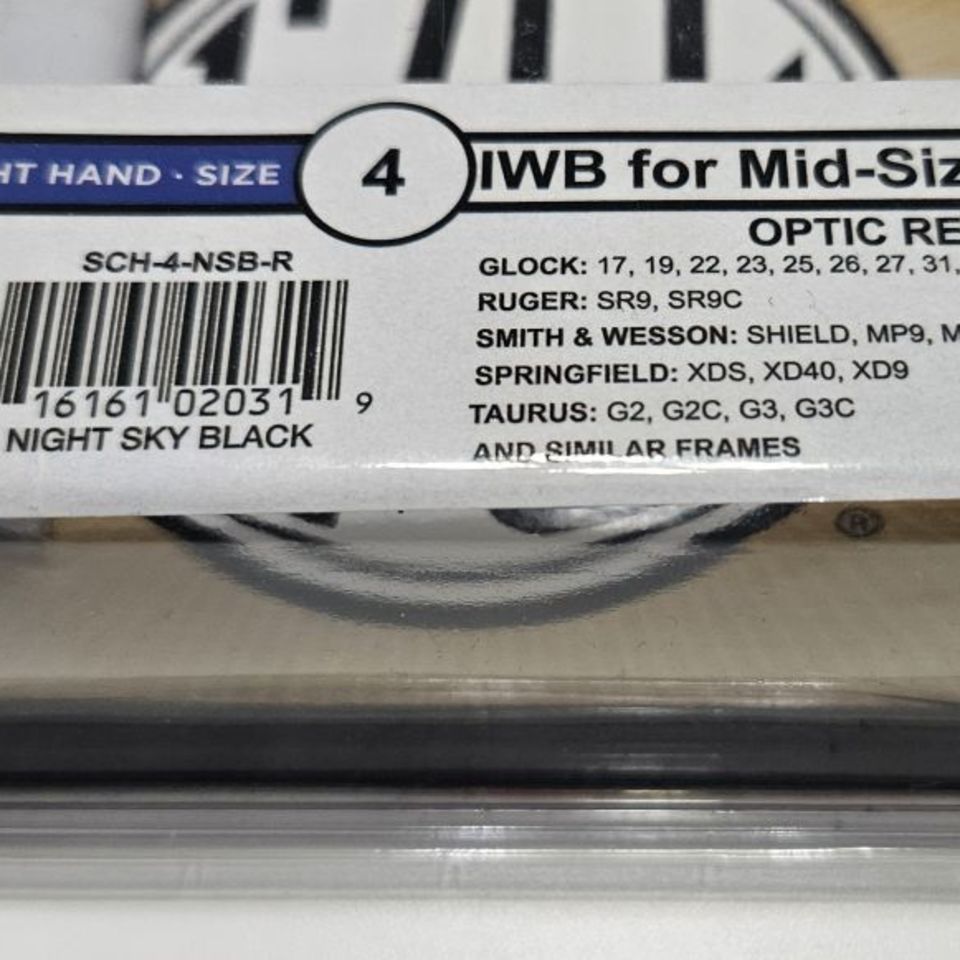 HT HAND · SIZE 4 IWB for Mid-Siz
OPTIC RE
SCH-4-NSB-R
16161 02031 9
NIGHT SKY BLACK
GLOCK: 17, 19, 22, 23, 25, 26, 27, 31,
RUGER: SR9, SR9C
SMITH & WESSON: SHIELD, MP9, M
SPRINGFIELD: XDS, XD40, XD9
TAURUS: G2, G2C, G3, G3C
AND SIMILAR FRAMES
®